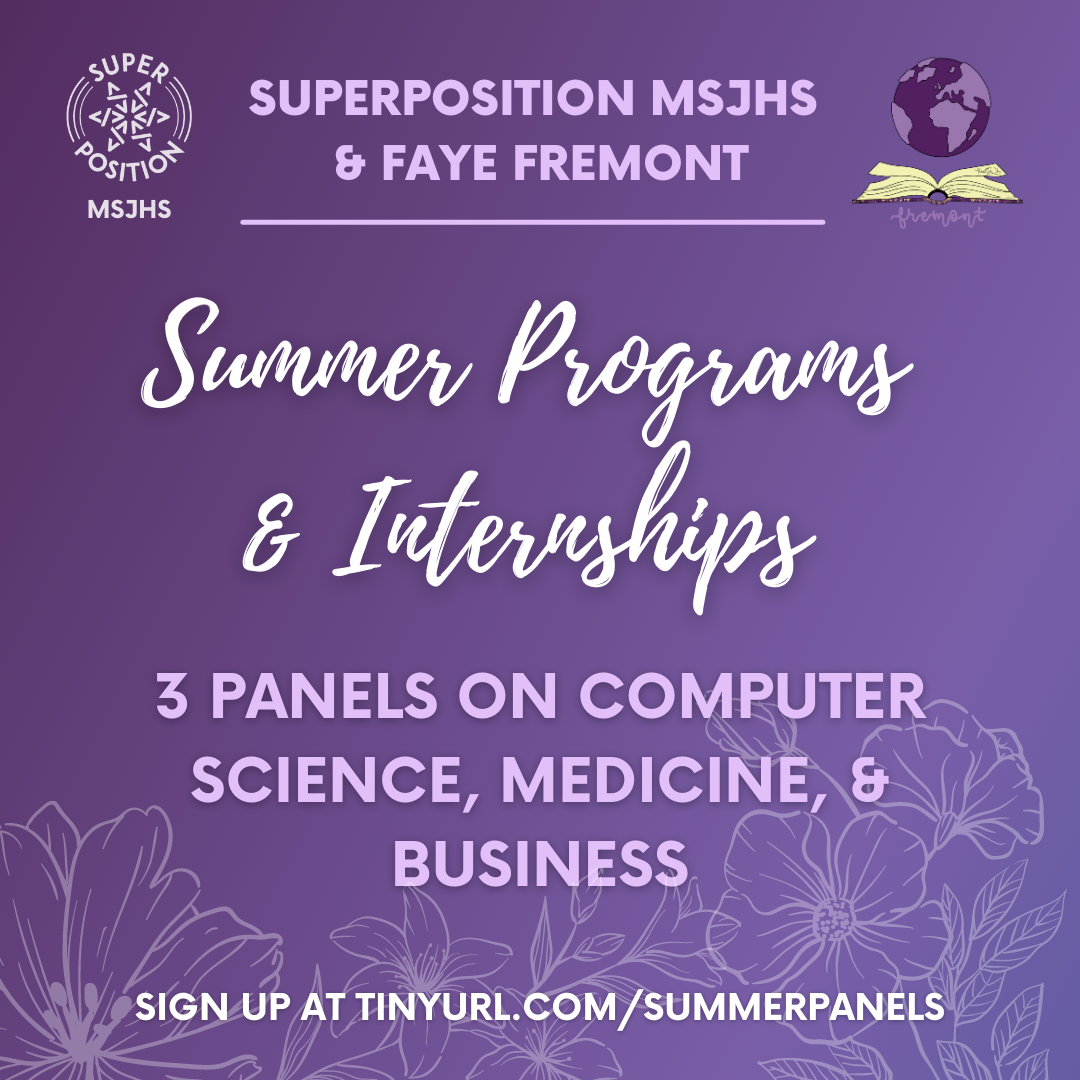 SUPER
POSITION
MSJHS
SUPERPOSITION MSJHS
& FAYE FREMONT
fremont
Summer Programs
& Internships
3 PANELS ON COMPUTER
SCIENCE, MEDICINE, &
BUSINESS
SIGN UP AT TINYURL.COM/SUMMERPANELS